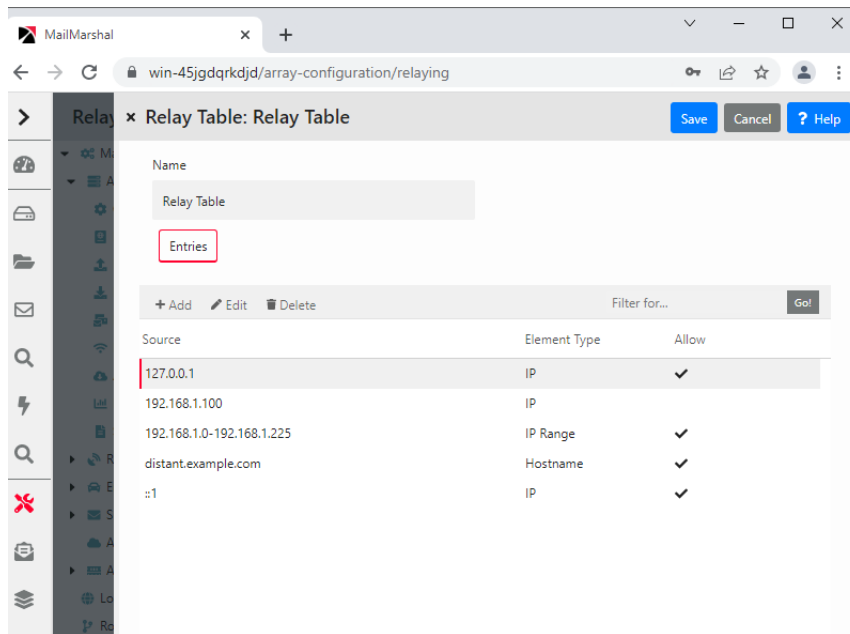 MailMarshal
win-45jgdqrkdjd/array-configuration/relaying
Relay Table: Relay Table
Save Cancel ? Help
Name
Relay Table
Entries
+ Add Edit Delete Filter for... Go!
Source Element Type Allow
127.0.0.1 IP ✔
192.168.1.100 IP
192.168.1.0-192.168.1.225 IP Range ✔
distant.example.com Hostname ✔
::1 IP ✔